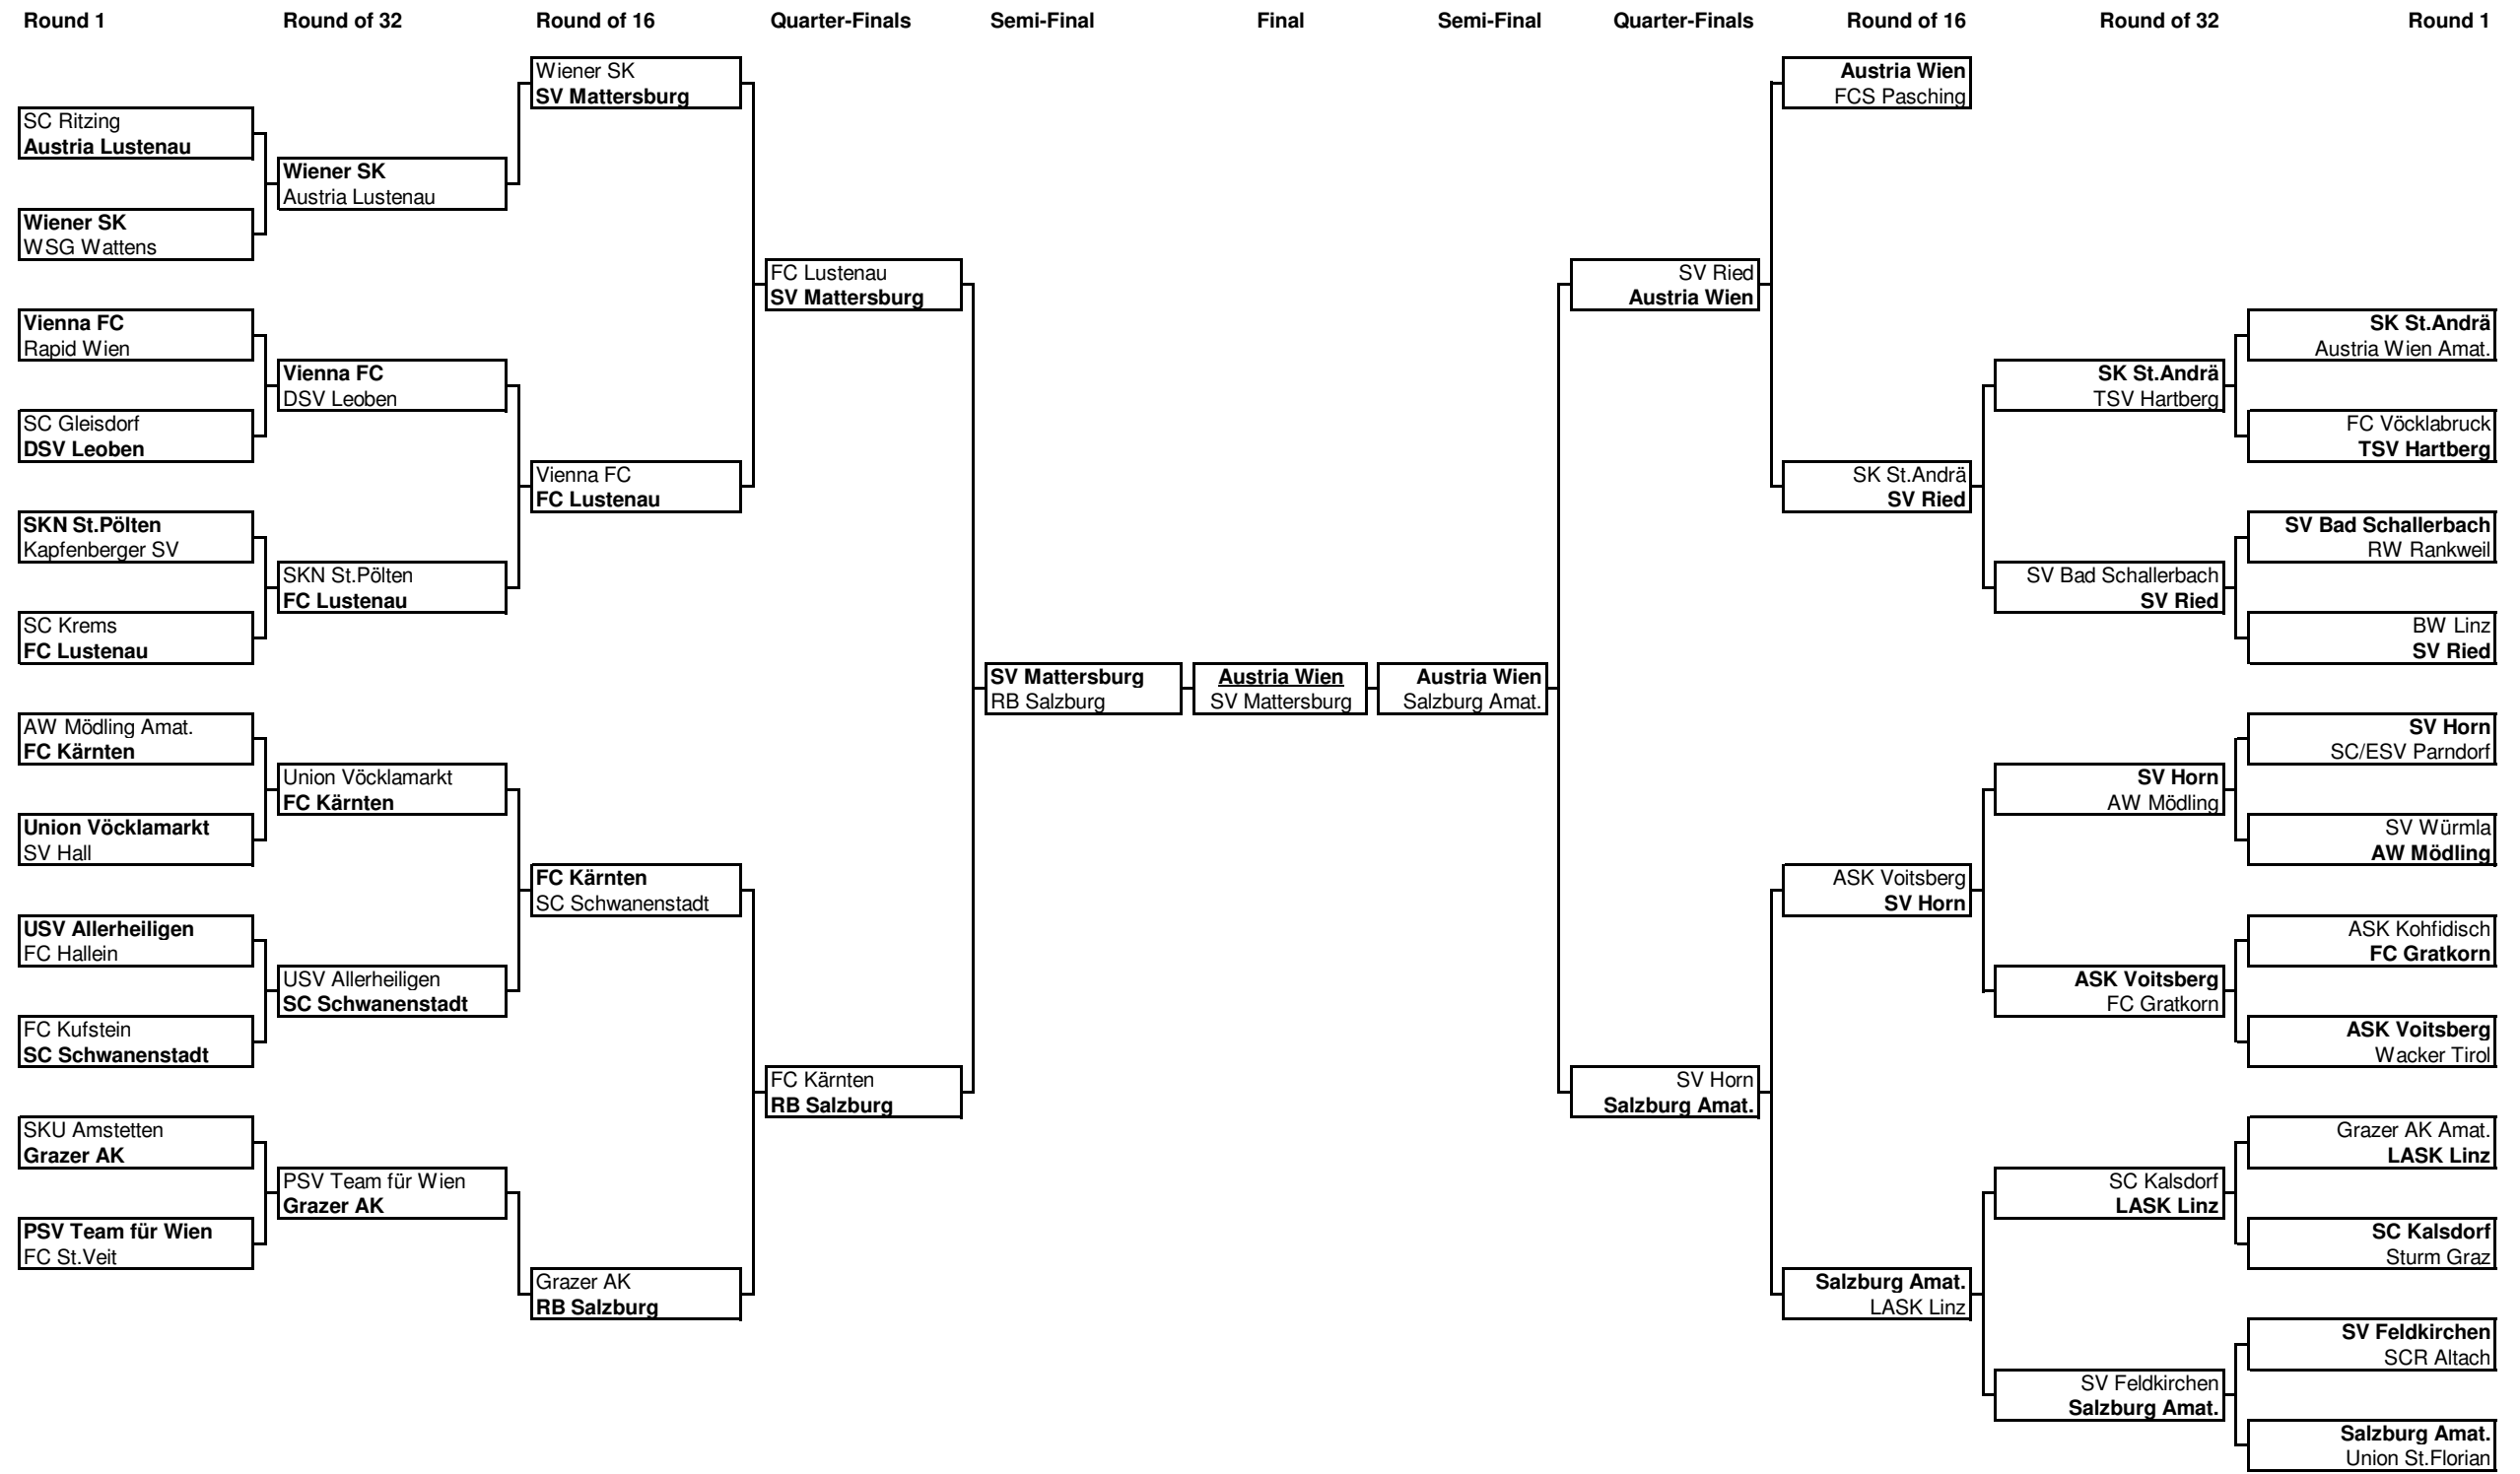 Round 1
Round of 32
Round of 16
Quarter-Finals
Semi-Final
Final
Semi-Final
Quarter-Finals
Round of 16
Round of 32
Round 1
SC Ritzing
Austria Lustenau
Wiener SK
WSG Wattens
Vienna FC
Rapid Wien
SC Gleisdorf
DSV Leoben
SKN St.Pölten
Kapfenberger SV
SC Krems
FC Lustenau
AW Mödling Amat.
FC Kärnten
Union Vöcklamarkt
SV Hall
USV Allerheiligen
FC Hallein
FC Kufstein
SC Schwanenstadt
SKU Amstetten
Grazer AK
PSV Team für Wien
FC St.Veit
Wiener SK
Austria Lustenau
Vienna FC
DSV Leoben
SKN St.Pölten
FC Lustenau
Union Vöcklamarkt
FC Kärnten
USV Allerheiligen
SC Schwanenstadt
PSV Team für Wien
Grazer AK
Wiener SK
SV Mattersburg
Vienna FC
FC Lustenau
FC Kärnten
SC Schwanenstadt
Grazer AK
RB Salzburg
FC Lustenau
SV Mattersburg
FC Kärnten
RB Salzburg
SV Mattersburg
RB Salzburg
Austria Wien
SV Mattersburg
Austria Wien
Salzburg Amat.
SV Ried
Austria Wien
SV Horn
Salzburg Amat.
Austria Wien
FCS Pasching
SK St.Andrä
SV Ried
ASK Voitsberg
SV Horn
Salzburg Amat.
LASK Linz
SK St.Andrä
TSV Hartberg
SV Bad Schallerbach
SV Ried
SV Horn
AW Mödling
ASK Voitsberg
FC Gratkorn
SC Kalsdorf
LASK Linz
SV Feldkirchen
Salzburg Amat.
SK St.Andrä
Austria Wien Amat.
FC Vöcklabruck
TSV Hartberg
SV Bad Schallerbach
RW Rankweil
BW Linz
SV Ried
SV Horn
SC/ESV Parndorf
SV Würmla
AW Mödling
ASK Kohfidisch
FC Gratkorn
ASK Voitsberg
Wacker Tirol
Grazer AK Amat.
LASK Linz
SC Kalsdorf
Sturm Graz
SV Feldkirchen
SCR Altach
Salzburg Amat.
Union St.Florian